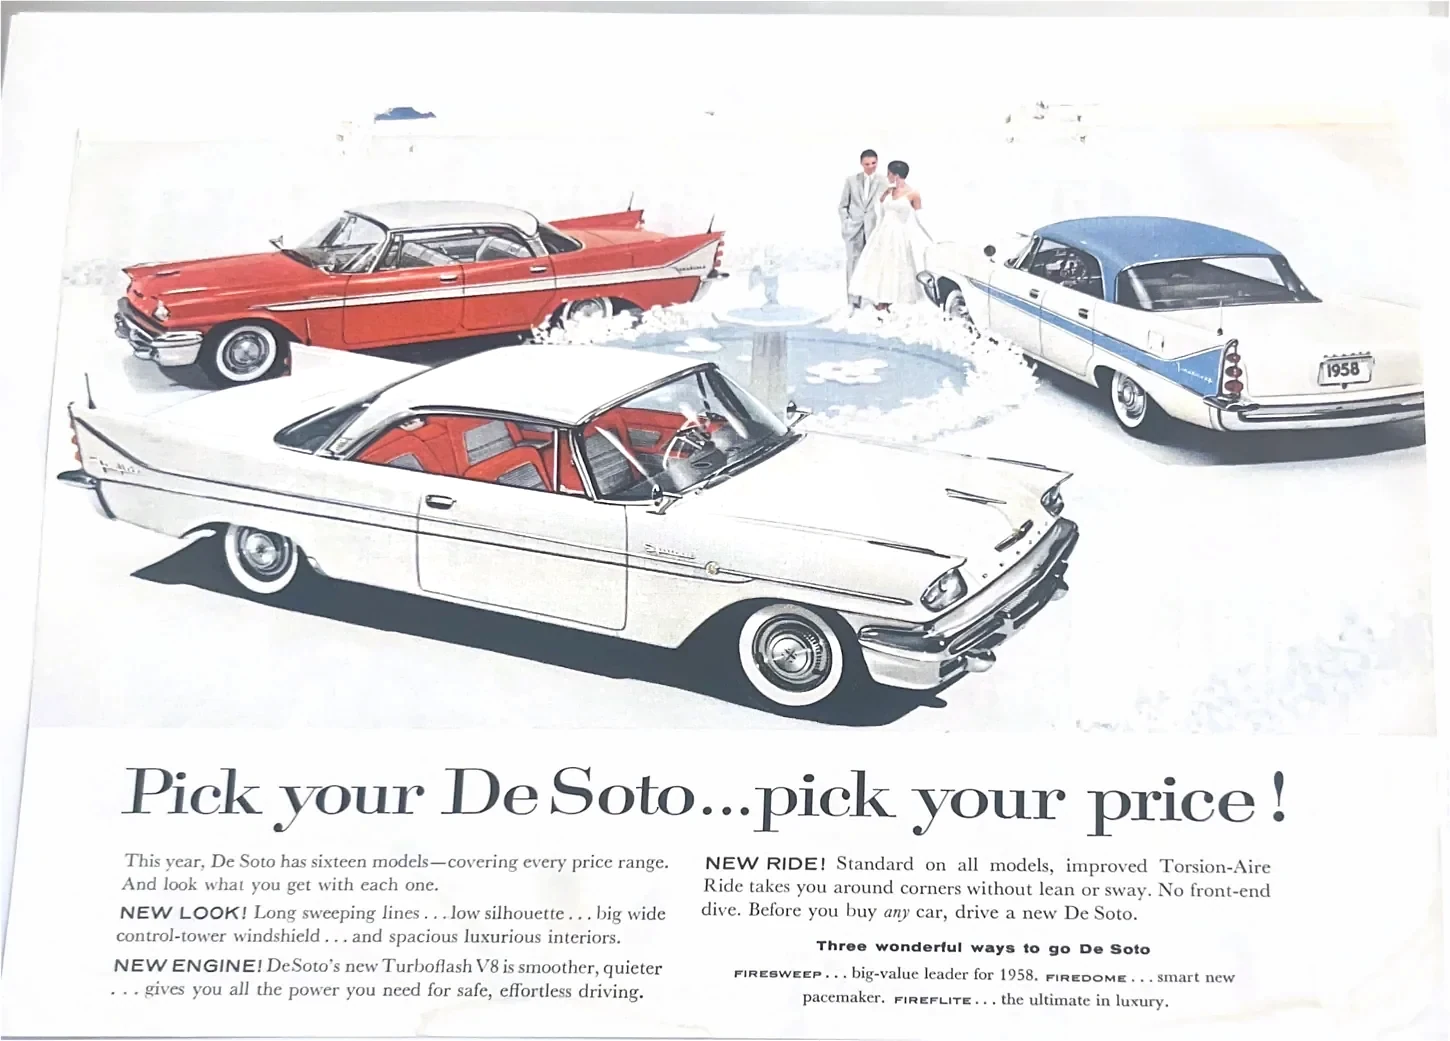 1958
Pick your De Soto...pick your price!
This year, De Soto has sixteen models—covering every price range.
And look what you get with each one.
NEW LOOK! Long sweeping lines...low silhouette...big wide
control-tower windshield...and spacious luxurious interiors.
NEW ENGINE! DeSoto's new Turboflash V8 is smoother, quieter
...gives you all the power you need for safe, effortless driving.
NEW RIDE! Standard on all models, improved Torsion-Aire
Ride takes you around corners without lean or sway. No front-end
dive. Before you buy any car, drive a new De Soto.
Three wonderful ways to go De Soto
FIRESWEEP...big-value leader for 1958. FIREDOME...smart new
pacemaker. FIREFLITE...the ultimate in luxury.